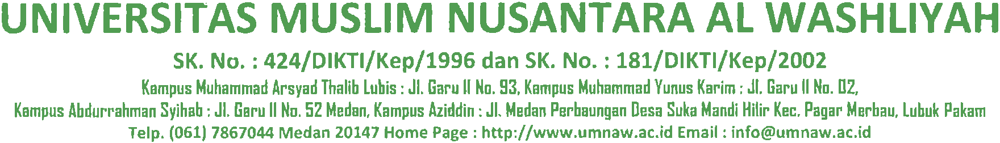 UNIVERSITAS MUSLIM NUSANTARA AL WASHLIYAH
SK. No. : 424/DIKTI/Kep/1996 dan SK. No. : 181/DIKTI/Kep/2002
Kampus Muhammad Arsyad Thalib Lubis : Jl. Garu II No. 93, Kampus Muhammad Yunus Karim : Jl. Garu II No. 02,
Kampus Abdurrahman Syihab : Jl. Garu II No. 52 Medan, Kampus Aziddin : Jl. Medan Perbaungan Desa Suka Mandi Hilir Kec. Pagar Merbau, Lubuk Pakam
Telp. (061) 7867044 Medan 20147 Home Page : http://www.umnaw.ac.id Email : info@umnaw.ac.id